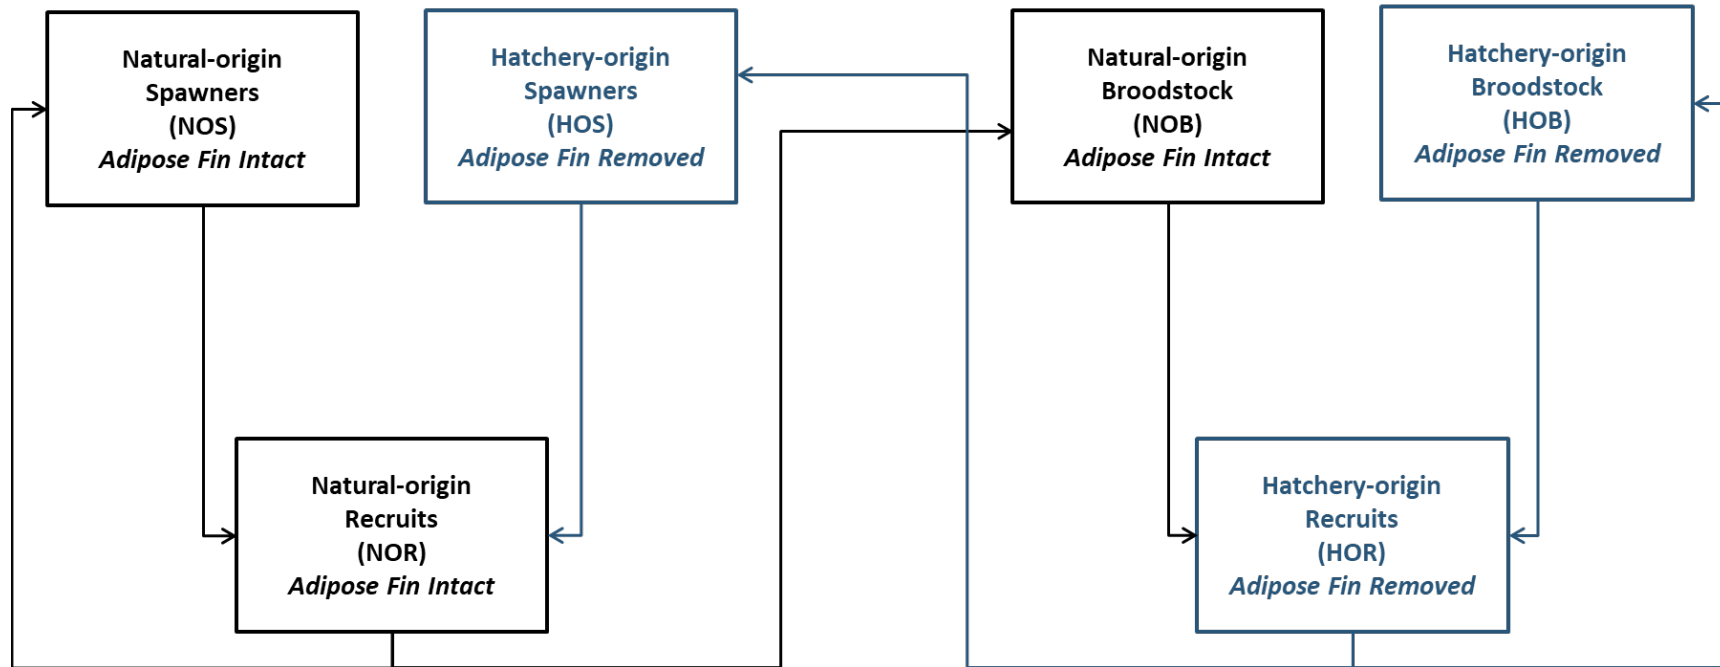 Natural-origin
Spawners
(NOS)
Adipose Fin Intact
Hatchery-origin
Spawners
(HOS)
Adipose Fin Removed
Natural-origin
Broodstock
(NOB)
Adipose Fin Intact
Hatchery-origin
Broodstock
(HOB)
Adipose Fin Removed
Natural-origin
Recruits
(NOR)
Adipose Fin Intact
Hatchery-origin
Recruits
(HOR)
Adipose Fin Removed